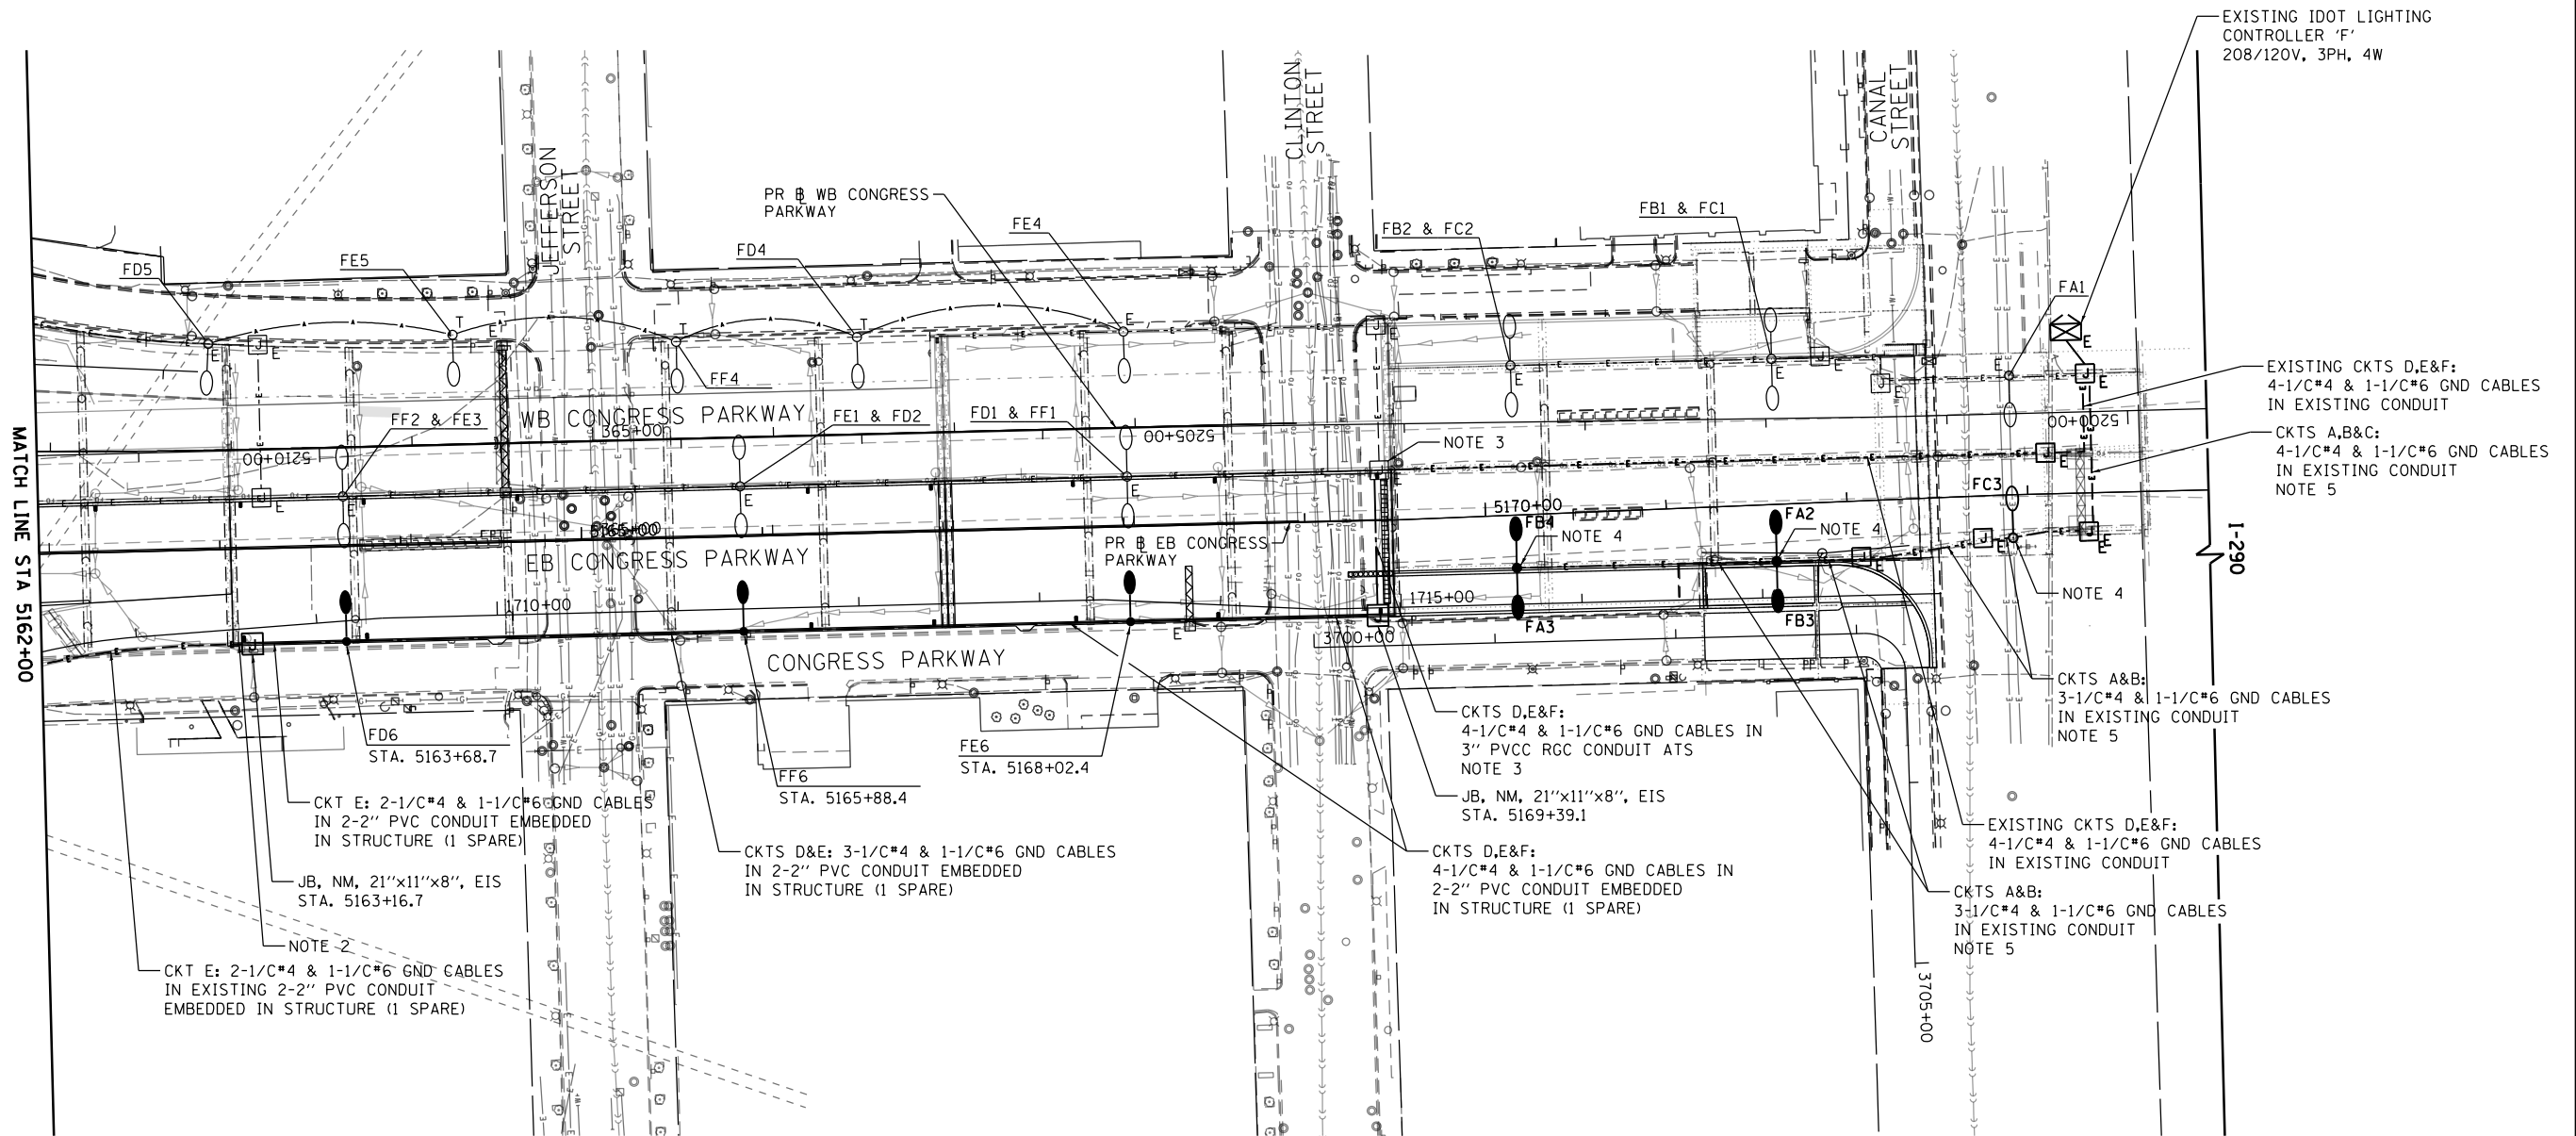 EXISTING IDOT LIGHTING
CONTROLLER 'F'
208/120V, 3PH, 4W
JEFFERSON
STREET
CLINTON
STREET
CANAL
STREET
PR ℄ WB CONGRESS
PARKWAY
FD5
FE5
FD4
FE4
FB2 & FC2
FB1 & FC1
FA1
T
T
T
E
E
E
E
E
E
J
J
J
J
J
FF4
EXISTING CKTS D,E&F:
4-1/C#4 & 1-1/C#6 GND CABLES
IN EXISTING CONDUIT
WB CONGRESS PARKWAY
365+00
FF2 & FE3
FE1 & FD2
FD1 & FF1
5210+00
5205+00
5200+00
NOTE 3
CKTS A,B&C:
4-1/C#4 & 1-1/C#6 GND CABLES
IN EXISTING CONDUIT
NOTE 5
MATCH LINE STA 5162+00
FC3
5170+00
FB4
FA2
NOTE 4
NOTE 4
I-290
PR ℄ EB CONGRESS
PARKWAY
EB CONGRESS PARKWAY
NOTE 4
1710+00
1715+00
FA3
FB3
3700+00
CONGRESS PARKWAY
CKTS A&B:
3-1/C#4 & 1-1/C#6 GND CABLES
IN EXISTING CONDUIT
NOTE 5
FD6
STA. 5163+68.7
FF6
STA. 5165+88.4
FE6
STA. 5168+02.4
CKTS D,E&F:
4-1/C#4 & 1-1/C#6 GND CABLES IN
3" PVCC RGC CONDUIT ATS
NOTE 3
JB, NM, 21"x11"x8", EIS
STA. 5169+39.1
CKT E: 2-1/C#4 & 1-1/C#6 GND CABLES
IN 2-2" PVC CONDUIT EMBEDDED
IN STRUCTURE (1 SPARE)
CKTS D&E: 3-1/C#4 & 1-1/C#6 GND CABLES
IN 2-2" PVC CONDUIT EMBEDDED
IN STRUCTURE (1 SPARE)
CKTS D,E&F:
4-1/C#4 & 1-1/C#6 GND CABLES IN
2-2" PVC CONDUIT EMBEDDED
IN STRUCTURE (1 SPARE)
EXISTING CKTS D,E&F:
4-1/C#4 & 1-1/C#6 GND CABLES
IN EXISTING CONDUIT
JB, NM, 21"x11"x8", EIS
STA. 5163+16.7
CKTS A&B:
3-1/C#4 & 1-1/C#6 GND CABLES
IN EXISTING CONDUIT
NOTE 5
NOTE 2
CKT E: 2-1/C#4 & 1-1/C#6 GND CABLES
IN EXISTING 2-2" PVC CONDUIT
EMBEDDED IN STRUCTURE (1 SPARE)
3705+00